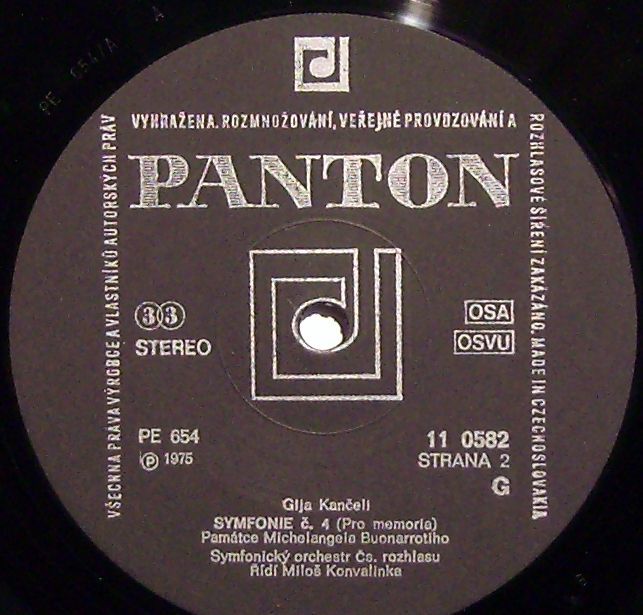 PE 654/A A
VŠECHNA PRÁVA VÝROBCE A VLASTNÍKŮ AUTORSKÝCH PRÁV
VYHRAŽENA. ROZMNOŽOVÁNÍ, VEŘEJNÉ PROVOZOVÁNÍ A
ROZHLASOVÉ ŠÍŘENÍ ZAKÁZÁNO. MADE IN CZECHOSLOVAKIA
PANTON
33
STEREO
OSA
OSVU
PE 654
℗ 1975
11 0582
STRANA 2
G
Gija Kančeli
SYMFONIE č. 4 (Pro memoria)
Památce Michelangela Buonarrotiho
Symfonický orchestr Čs. rozhlasu
Řídí Miloš Konvalinka